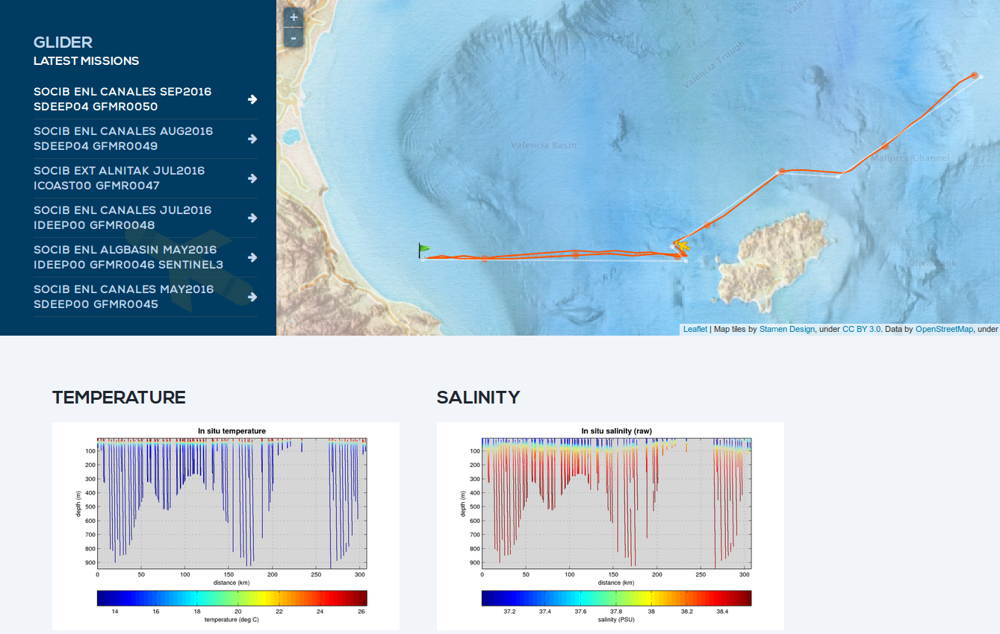 GLIDER
LATEST MISSIONS
SOCIB ENL CANALES SEP2016
SDEEP04 GFMR0050
SOCIB ENL CANALES AUG2016
SDEEP04 GFMR0049
SOCIB EXT ALNITAK JUL2016
ICOAST00 GFMR0047
SOCIB ENL CANALES JUL2016
IDEEP00 GFMR0048
SOCIB ENL ALGBASIN MAY2016
IDEEP00 GFMR0046 SENTINEL3
SOCIB ENL CANALES MAY2016
SDEEP00 GFMR0045
+
-
Valencia Trough
Valencia Basin
Mallorca Channel
Oliva Bank
Leaflet | Map tiles by Stamen Design, under CC BY 3.0. Data by OpenStreetMap, under
TEMPERATURE
In situ temperature
depth (m)
100
200
300
400
500
600
700
800
900
0 50 100 150 200 250 300
distance (km)
14 16 18 20 22 24 26
temperature (deg C)
SALINITY
In situ salinity (raw)
depth (m)
100
200
300
400
500
600
700
800
900
0 50 100 150 200 250 300
distance (km)
37.2 37.4 37.6 37.8 38 38.2 38.4
salinity (PSU)